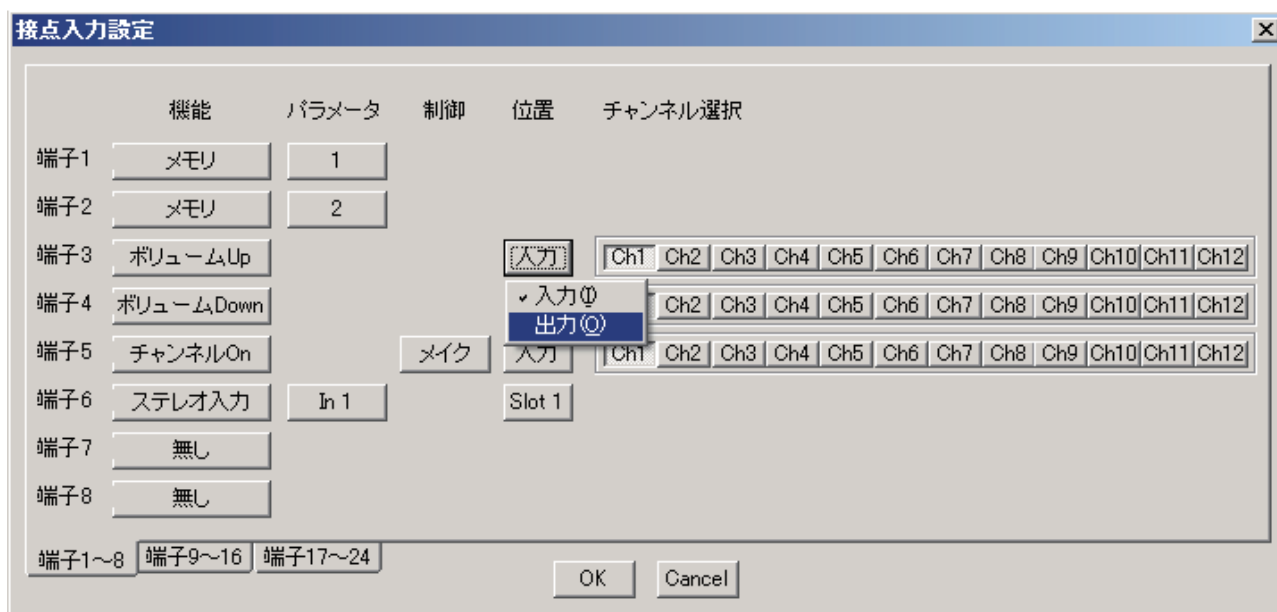 接点入力設定
機能 パラメータ 制御 位置 チャンネル選択
端子1 メモリ 1
端子2 メモリ 2
端子3 ボリュームUp 入力 Ch1 Ch2 Ch3 Ch4 Ch5 Ch6 Ch7 Ch8 Ch9 Ch10 Ch11 Ch12
入力(I)
端子4 ボリュームDown Ch2 Ch3 Ch4 Ch5 Ch6 Ch7 Ch8 Ch9 Ch10 Ch11 Ch12
出力(O)
端子5 チャンネルOn メイク 入力 Ch1 Ch2 Ch3 Ch4 Ch5 Ch6 Ch7 Ch8 Ch9 Ch10 Ch11 Ch12
端子6 ステレオ入力 In 1 Slot 1
端子7 無し
端子8 無し
端子1～8 端子9～16 端子17～24
OK Cancel